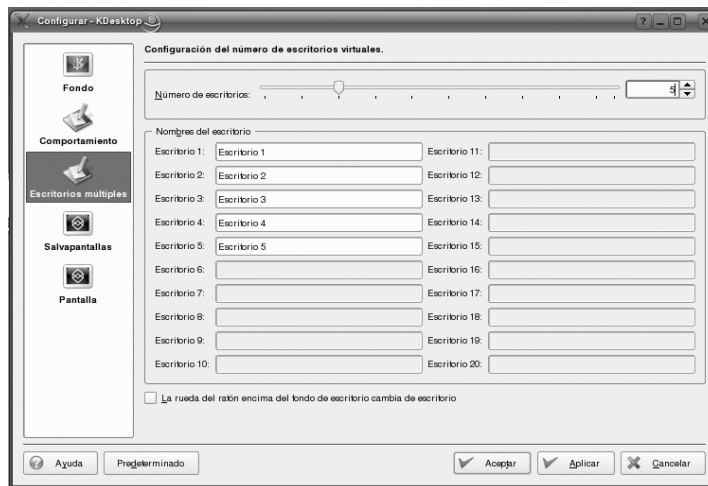 Configurar - KDesktop
Fondo
Comportamiento
Escritorios múltiples
Salvapantallas
Pantalla
Configuración del número de escritorios virtuales.
Número de escritorios: 5
Nombres del escritorio
Escritorio 1: Escritorio 1 Escritorio 11:
Escritorio 2: Escritorio 2 Escritorio 12:
Escritorio 3: Escritorio 3 Escritorio 13:
Escritorio 4: Escritorio 4 Escritorio 14:
Escritorio 5: Escritorio 5 Escritorio 15:
Escritorio 6: Escritorio 16:
Escritorio 7: Escritorio 17:
Escritorio 8: Escritorio 18:
Escritorio 9: Escritorio 19:
Escritorio 10: Escritorio 20:
La rueda del ratón encima del fondo de escritorio cambia de escritorio
Ayuda Predeterminado Aceptar Aplicar Cancelar